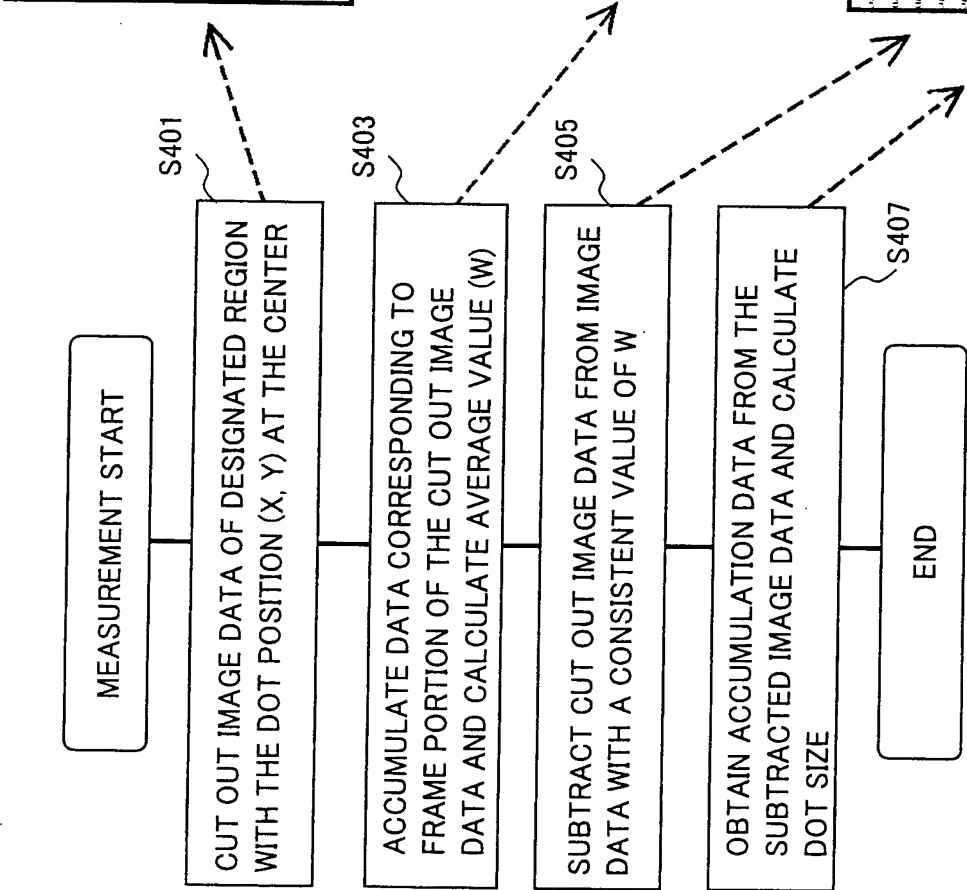 MEASUREMENT START
S401
CUT OUT IMAGE DATA OF DESIGNATED REGION
WITH THE DOT POSITION (X, Y) AT THE CENTER
S403
ACCUMULATE DATA CORRESPONDING TO
FRAME PORTION OF THE CUT OUT IMAGE
DATA AND CALCULATE AVERAGE VALUE (W)
S405
SUBTRACT CUT OUT IMAGE DATA FROM IMAGE
DATA WITH A CONSISTENT VALUE OF W
S407
OBTAIN ACCUMULATION DATA FROM THE
SUBTRACTED IMAGE DATA AND CALCULATE
DOT SIZE
END